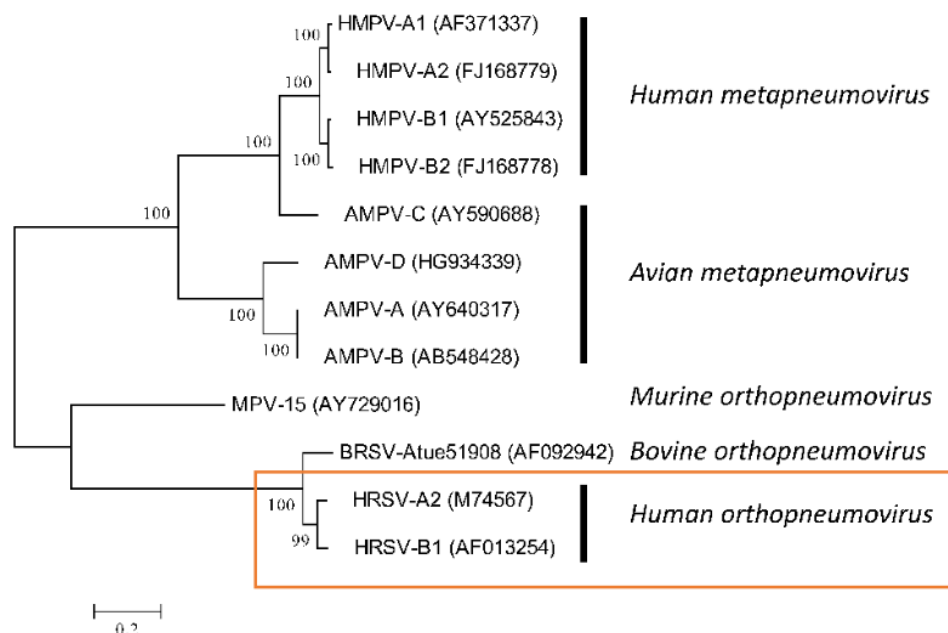 100
HMPV-A1 (AF371337)
HMPV-A2 (FJ168779)
100
Human metapneumovirus
HMPV-B1 (AY525843)
100
100
HMPV-B2 (FJ168778)
100
AMPV-C (AY590688)
AMPV-D (HG934339)
Avian metapneumovirus
100
AMPV-A (AY640317)
100
AMPV-B (AB548428)
MPV-15 (AY729016)
Murine orthopneumovirus
BRSV-Atue51908 (AF092942)
Bovine orthopneumovirus
100
HRSV-A2 (M74567)
Human orthopneumovirus
99
HRSV-B1 (AF013254)
0.2